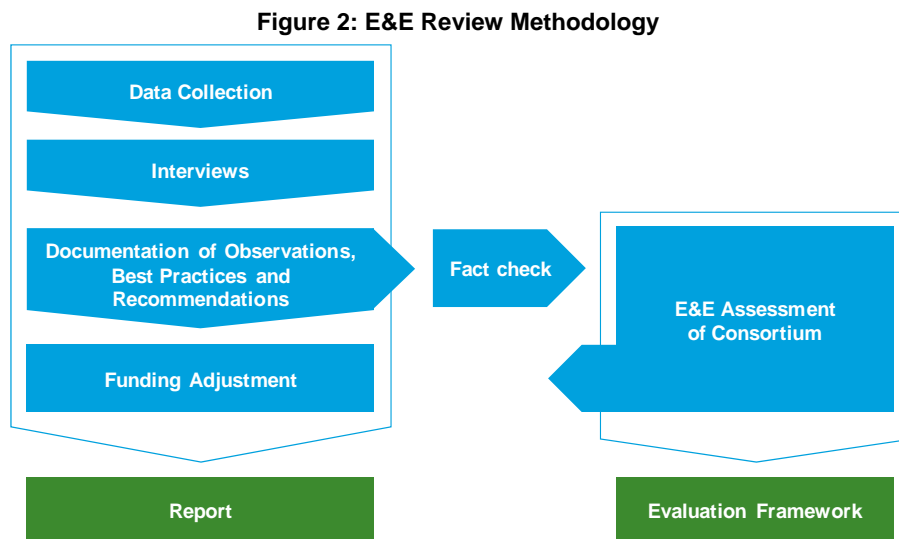 Figure 2: E&E Review Methodology
Data Collection
Interviews
Documentation of Observations,
Best Practices and
Recommendations
Fact check
E&E Assessment
of Consortium
Funding Adjustment
Report
Evaluation Framework